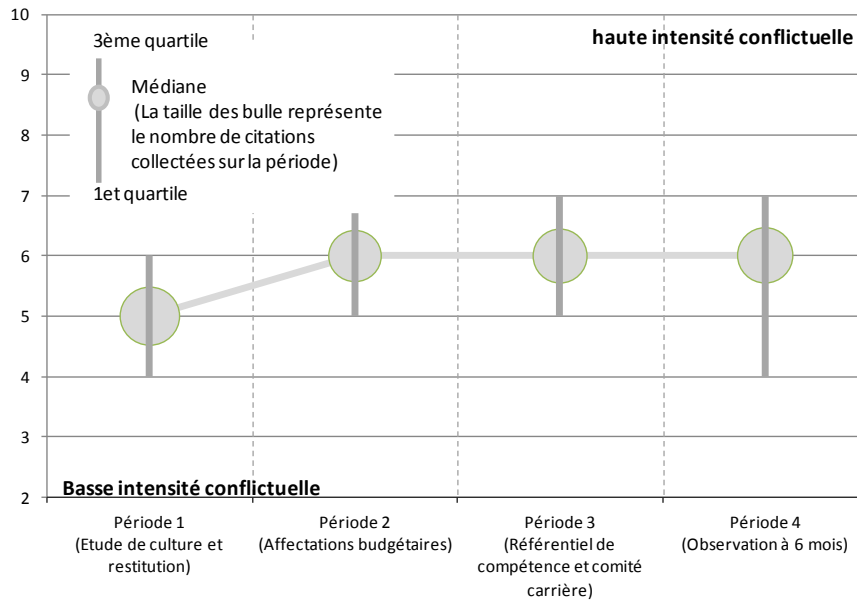 10
9
8
7
6
5
4
3
2
3ème quartile
Médiane
(La taille des bulle représente
le nombre de citations
collectées sur la période)
1et quartile
haute intensité conflictuelle
Basse intensité conflictuelle
Période 1
(Etude de culture et
restitution)
Période 2
(Affectations budgétaires)
Période 3
(Référentiel de
compétence et comité
carrière)
Période 4
(Observation à 6 mois)